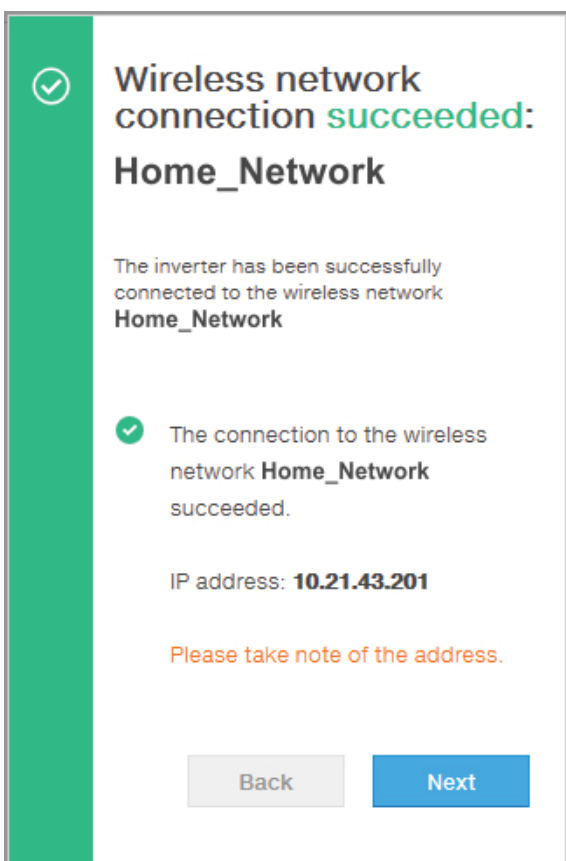 Wireless network
connection succeeded:
Home_Network
The inverter has been successfully
connected to the wireless network
Home_Network
The connection to the wireless
network Home_Network
succeeded.
IP address: 10.21.43.201
Please take note of the address.
Back
Next